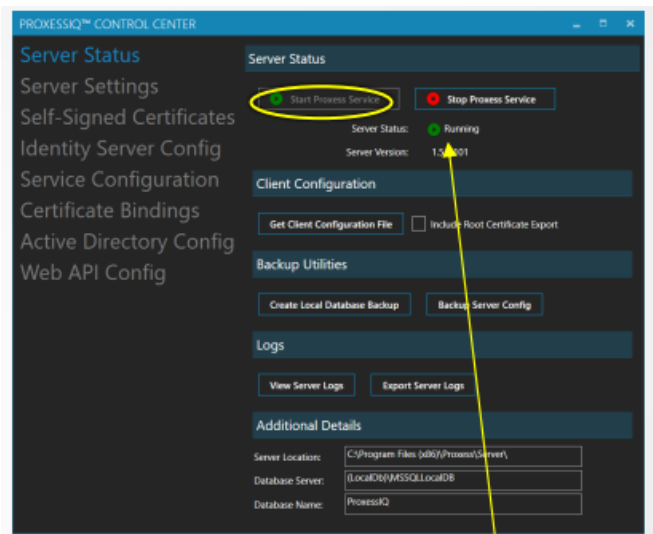 PROXESSIQ™ CONTROL CENTER
Server Status
Server Settings
Self-Signed Certificates
Identity Server Config
Service Configuration
Certificate Bindings
Active Directory Config
Web API Config
Server Status
Start Proxess Service
Stop Proxess Service
Server Status: Running
Server Version:
Client Configuration
Get Client Configuration File
Include Root Certificate Export
Backup Utilities
Create Local Database Backup
Backup Server Config
Logs
View Server Logs
Export Server Logs
Additional Details
Server Location: C:\Program Files (x86)\Proxess\Server\
Database Server: (LocalDb)\MSSQLLocalDB
Database Name: ProxessIQ